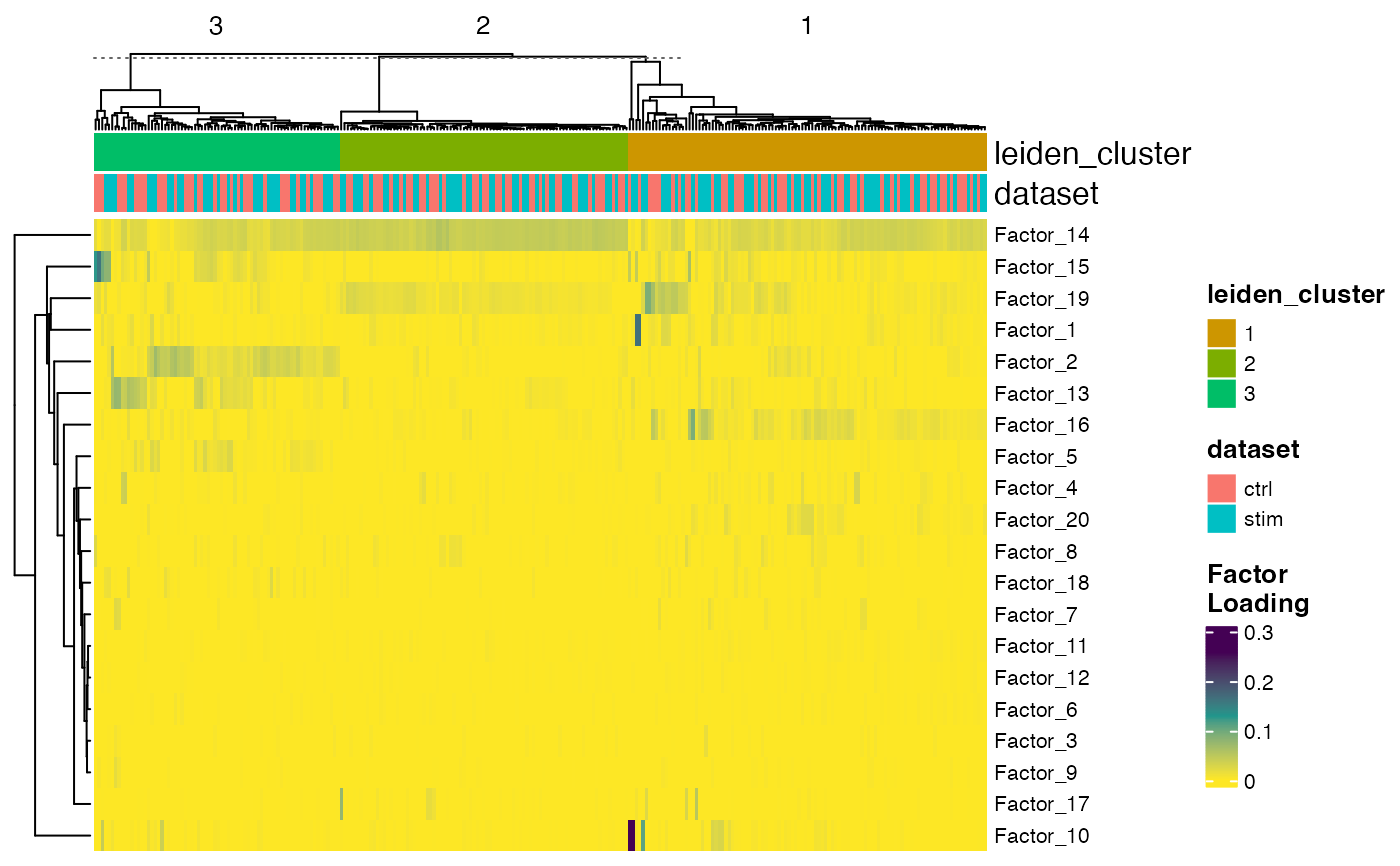 3 2 1
leiden_cluster
dataset
Factor_14
Factor_15
Factor_19
Factor_1
Factor_2
Factor_13
Factor_16
Factor_5
Factor_4
Factor_20
Factor_8
Factor_18
Factor_7
Factor_11
Factor_12
Factor_6
Factor_3
Factor_9
Factor_17
Factor_10
leiden_cluster
1
2
3
dataset
ctrl
stim
Factor
Loading
0.3
0.2
0.1
0